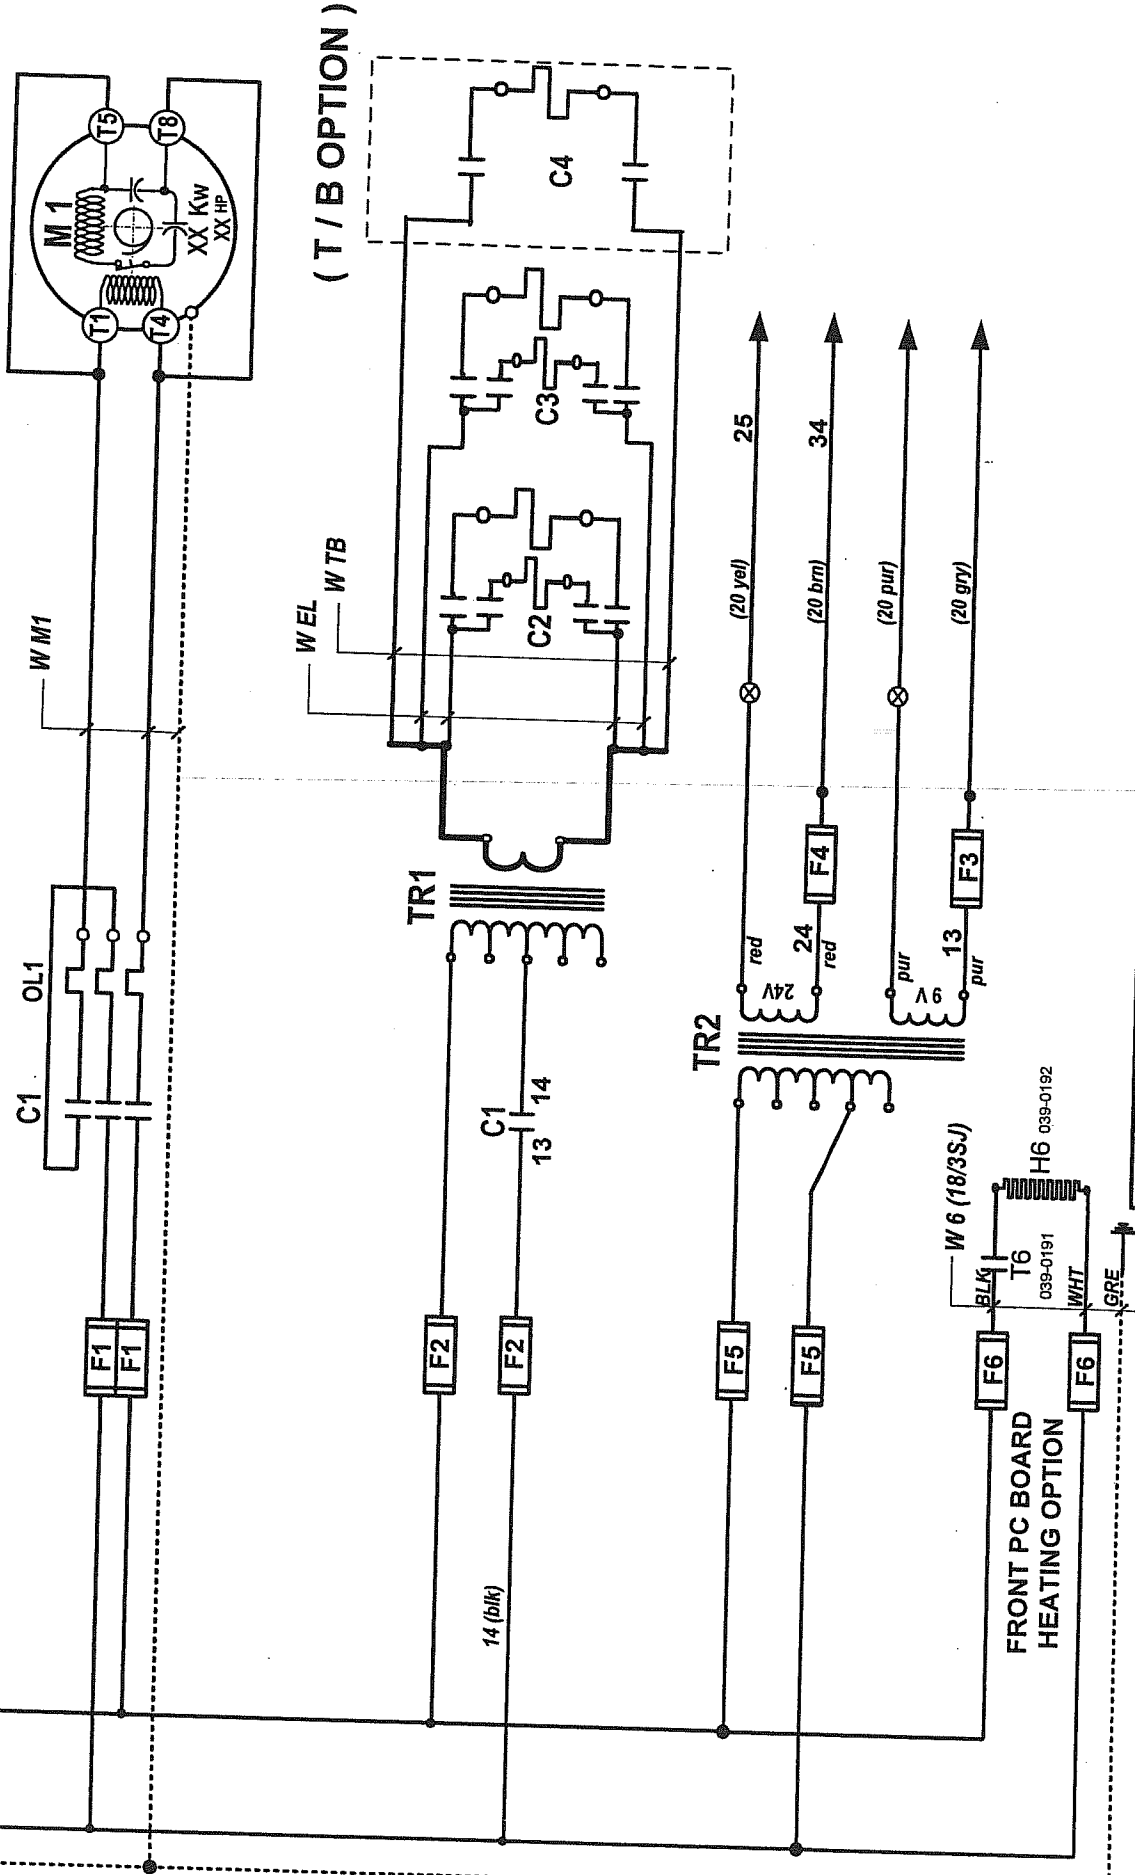 T5
T8
M 1
XX Kw
XX HP
T1
T4
W M1
OL1
C1
F1
F1
( T / B OPTION )
C4
C3
C2
W TB
W EL
TR1
C1
13
14
F2
F2
14 (blk)
25
34
(20 yel)
(20 brn)
(20 pur)
(20 gry)
F4
F3
red
24
red
pur
13
pur
24V
9 V
TR2
F5
F5
W 6 (18/3SJ)
H6 039-0192
T6
039-0191
BLK
WHT
GRE
F6
F6
FRONT PC BOARD
HEATING OPTION